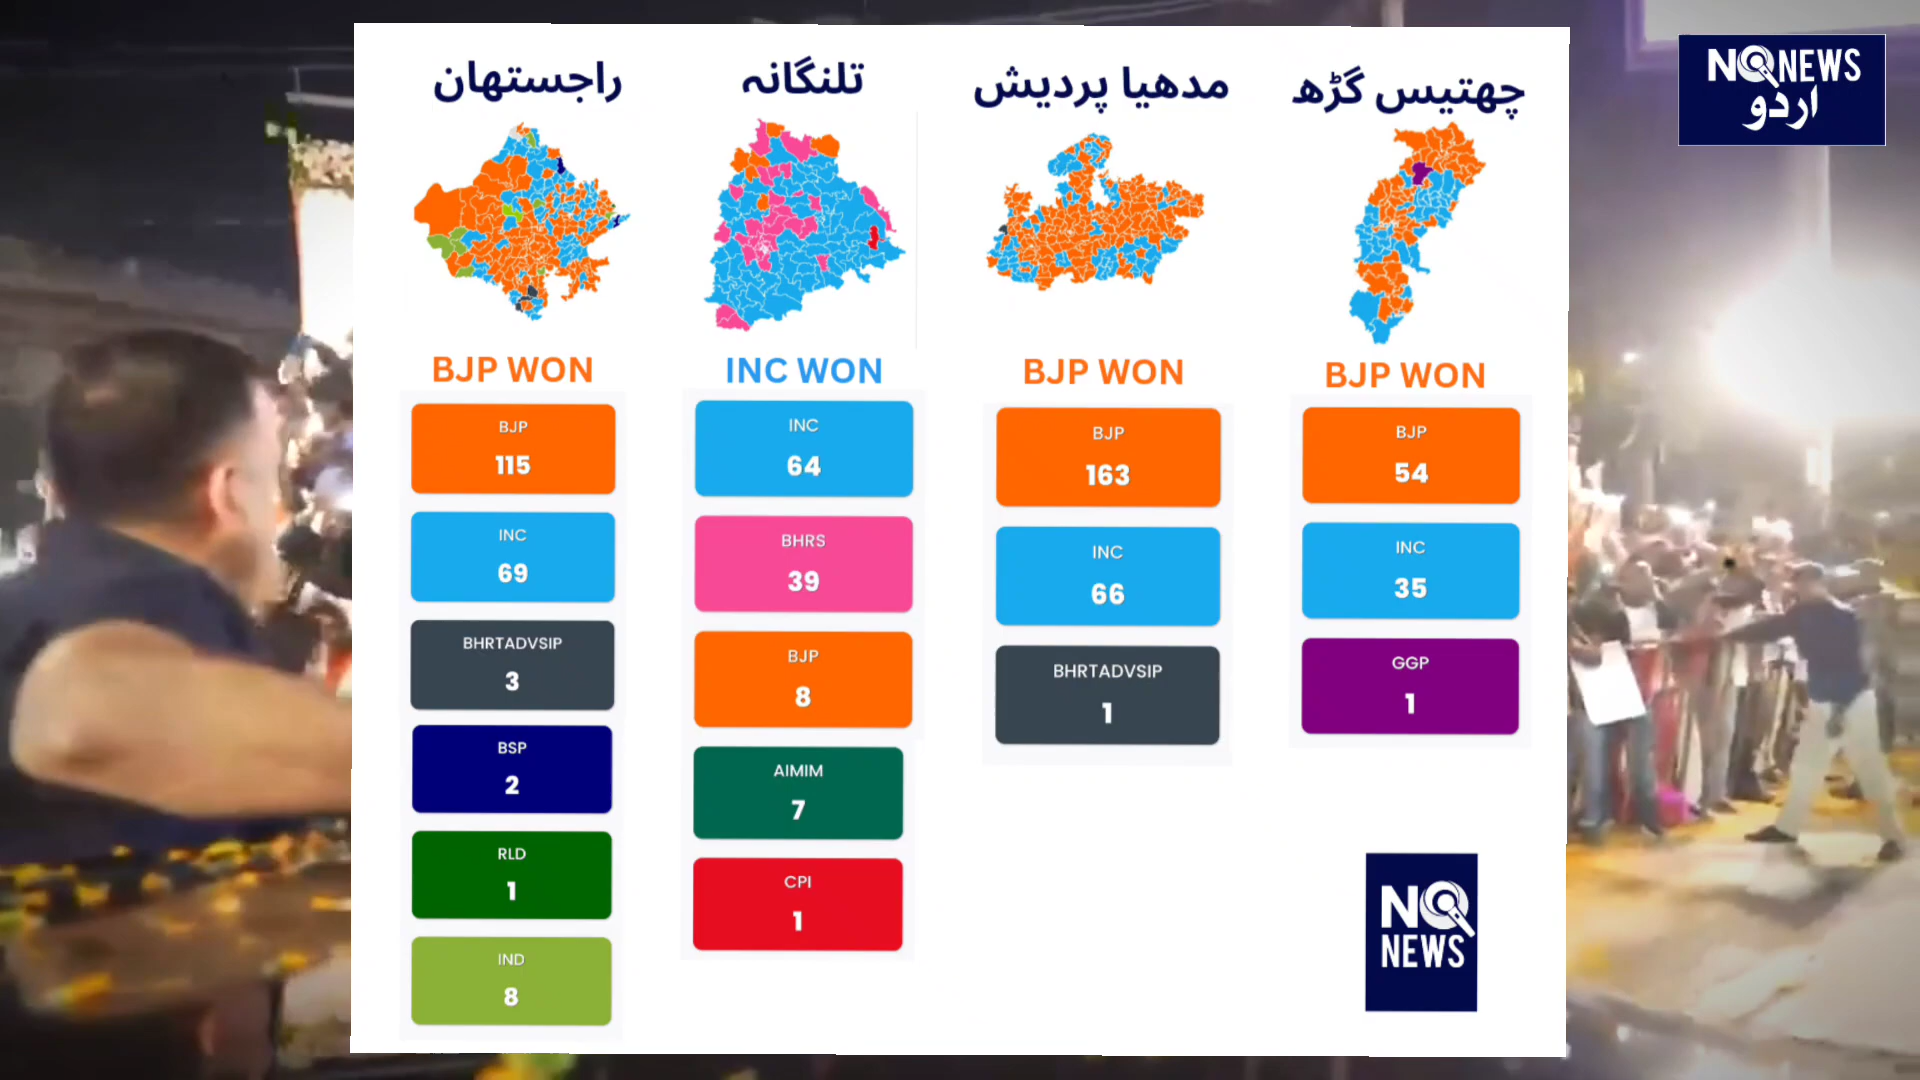 راجستھان
BJP WON
BJP
115
INC
69
BHRTADVSIP
3
BSP
2
RLD
1
IND
8
تلنگانہ
INC WON
INC
64
BHRS
39
BJP
8
AIMIM
7
CPI
1
مدھیا پردیش
BJP WON
BJP
163
INC
66
BHRTADVSIP
1
چھتیس گڑھ
BJP WON
BJP
54
INC
35
GGP
1
NQ NEWS
اردو
NQ
NEWS